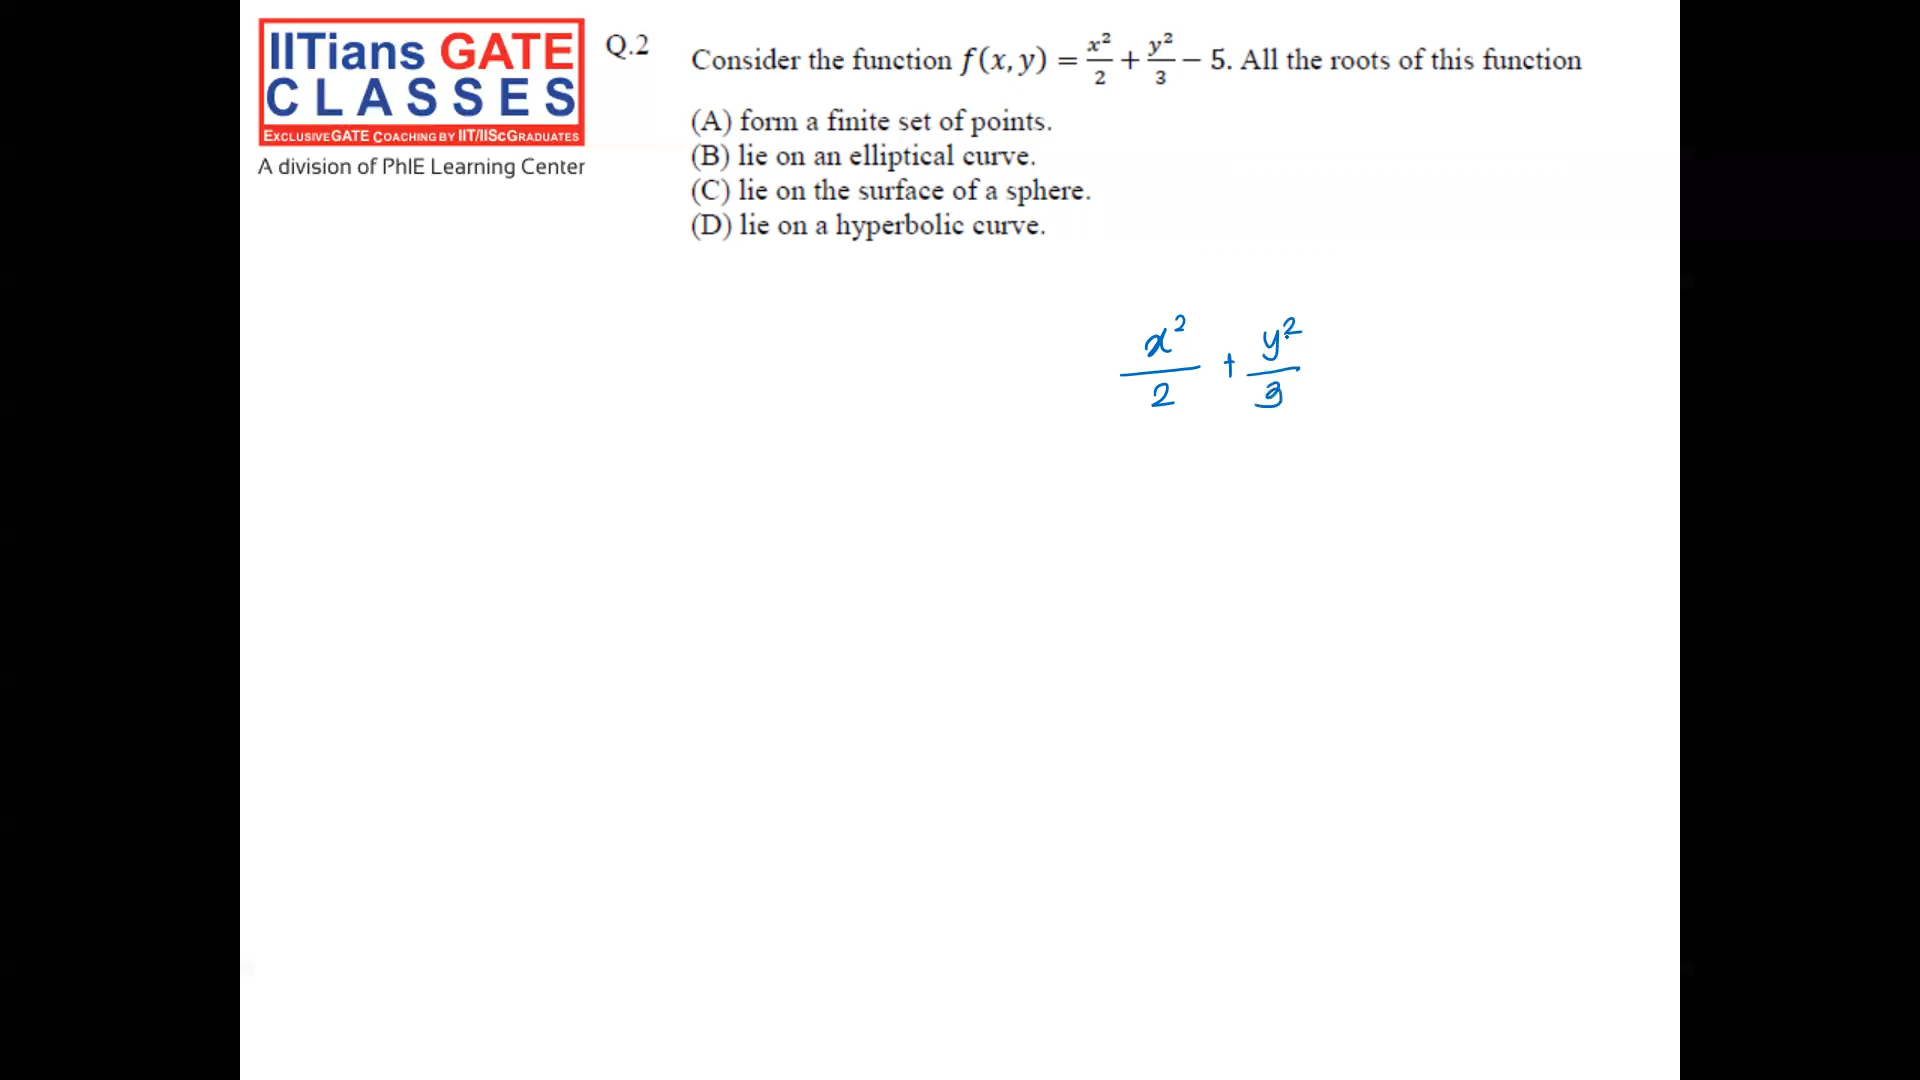 IITians GATE
CLASSES
EXCLUSIVE GATE COACHING BY IIT/IISc GRADUATES
A division of PhIE Learning Center
Q.2
Consider the function f(x, y) = x²/2 + y²/3 − 5. All the roots of this function
(A) form a finite set of points.
(B) lie on an elliptical curve.
(C) lie on the surface of a sphere.
(D) lie on a hyperbolic curve.
x²/2 + y²/3